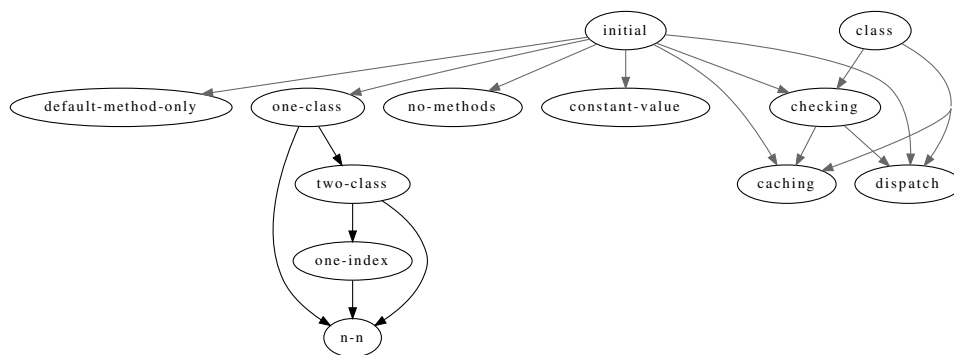 initial
class
default-method-only
one-class
no-methods
constant-value
checking
two-class
caching
dispatch
one-index
n-n